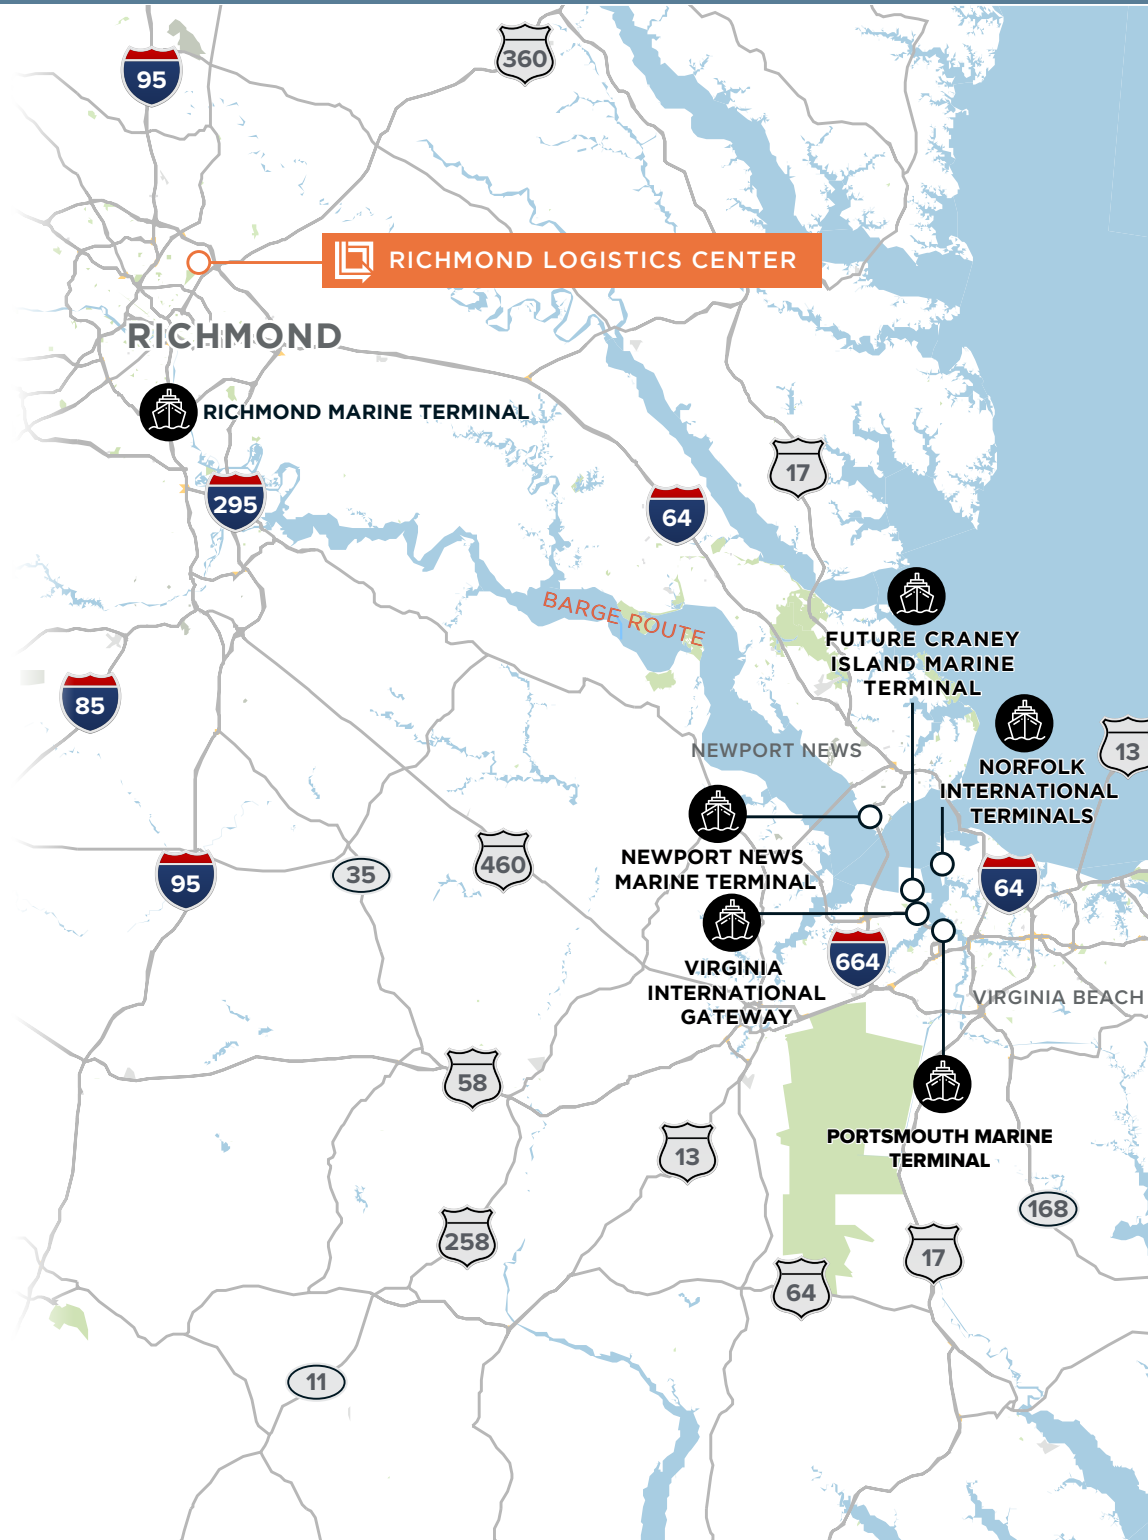 360
95
RICHMOND LOGISTICS CENTER
RICHMOND
RICHMOND MARINE TERMINAL
17
295
64
BARGE ROUTE
FUTURE CRANEY
ISLAND MARINE
TERMINAL
85
13
NEWPORT NEWS
NORFOLK
INTERNATIONAL
TERMINALS
NEWPORT NEWS
MARINE TERMINAL
460
35
95
64
664
VIRGINIA
INTERNATIONAL
GATEWAY
VIRGINIA BEACH
58
PORTSMOUTH MARINE
TERMINAL
13
168
258
17
64
11